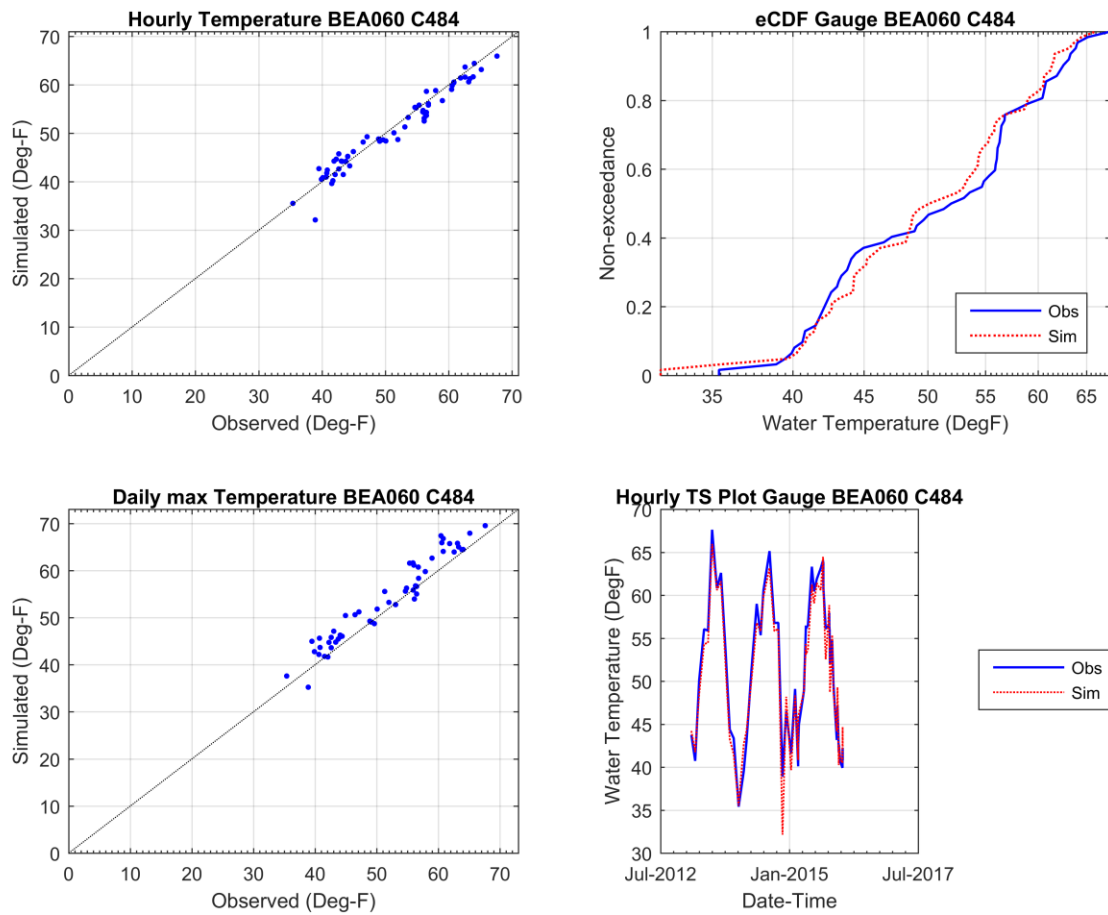 Hourly Temperature BEA060 C484
70
60
50
40
30
20
10
0
Simulated (Deg-F)
0 10 20 30 40 50 60 70
Observed (Deg-F)
eCDF Gauge BEA060 C484
1
0.8
0.6
0.4
0.2
0
Non-exceedance
Obs
Sim
35 40 45 50 55 60 65
Water Temperature (DegF)
Daily max Temperature BEA060 C484
70
60
50
40
30
20
10
0
Simulated (Deg-F)
0 10 20 30 40 50 60 70
Observed (Deg-F)
Hourly TS Plot Gauge BEA060 C484
70
65
60
55
50
45
40
35
30
Water Temperature (DegF)
Jul-2012 Jan-2015 Jul-2017
Date-Time
Obs
Sim